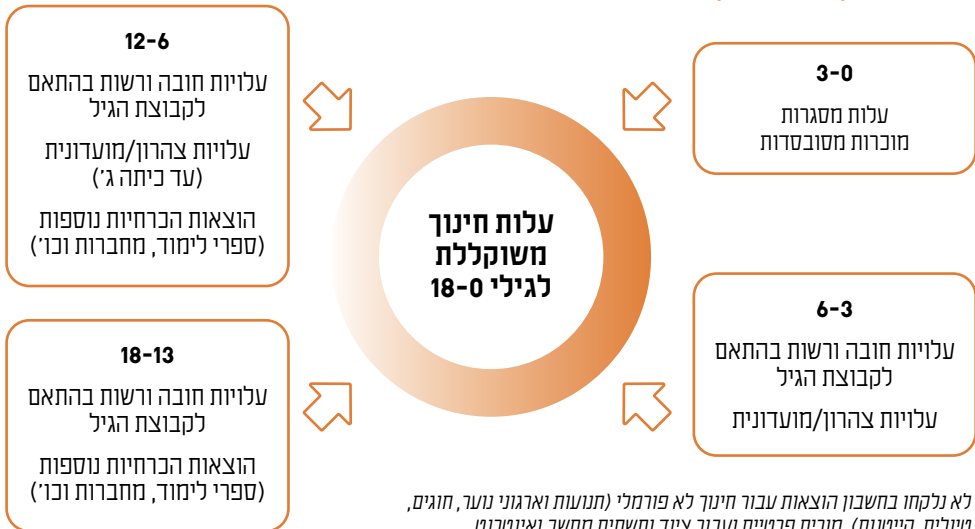 3-0
עלות מסגרות
מוכרות מסובסדות
6-3
עלויות חובה ורשות בהתאם
לקבוצת הגיל
עלויות צהרון/מועדונית
12-6
עלויות חובה ורשות בהתאם
לקבוצת הגיל
עלויות צהרון/מועדונית
(עד כיתה ג')
הוצאות הכרחיות נוספות
(ספרי לימוד, מחברות וכו')
18-13
עלויות חובה ורשות בהתאם
לקבוצת הגיל
הוצאות הכרחיות נוספות
(ספרי לימוד, מחברות וכו')
עלות חינוך
משוקללת
לגילי 18-0
לא נלקחו בחשבון הוצאות עבור חינוך לא פורמלי (תנועות וארגוני נוער, חוגים,